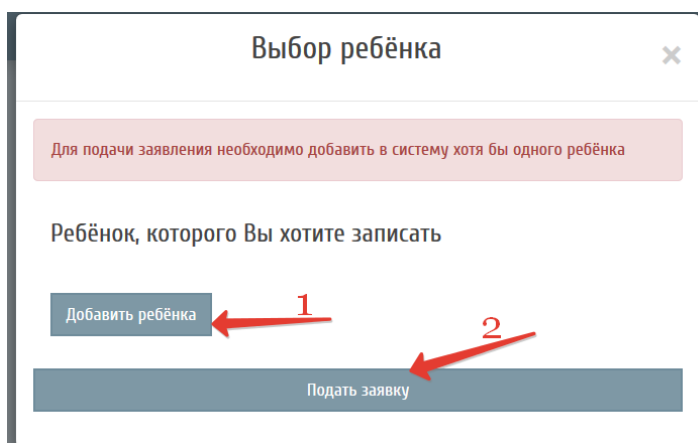 Выбор ребёнка
×
Для подачи заявления необходимо добавить в систему хотя бы одного ребёнка
Ребёнок, которого Вы хотите записать
Добавить ребёнка
1
2
Подать заявку